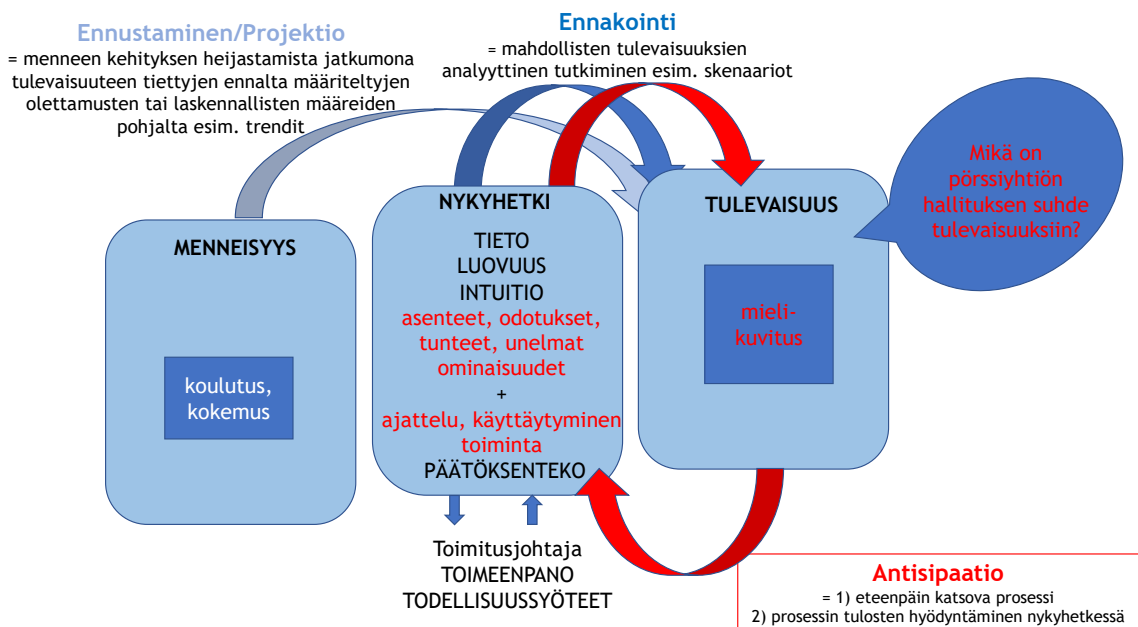 Ennustaminen/Projektio
= menneen kehityksen heijastamista jatkumona
tulevaisuuteen tiettyjen ennalta määriteltyjen
olettamusten tai laskennallisten määreiden
pohjalta esim. trendit
Ennakointi
= mahdollisten tulevaisuuksien
analyyttinen tutkiminen esim. skenaariot
Mikä on
pörssiyhtiön
hallituksen suhde
tulevaisuuksiin?
MENNEISYYS
koulutus,
kokemus
NYKYHETKI
TIETO
LUOVUUS
INTUITIO
asenteet, odotukset,
tunteet, unelmat
ominaisuudet
+
ajattelu, käyttäytyminen
toiminta
PÄÄTÖKSENTEKO
TULEVAISUUS
mieli-
kuvitus
Toimitusjohtaja
TOIMEENPANO
TODELLISUUSSYÖTEET
Antisipaatio
= 1) eteenpäin katsova prosessi
2) prosessin tulosten hyödyntäminen nykyhetkessä